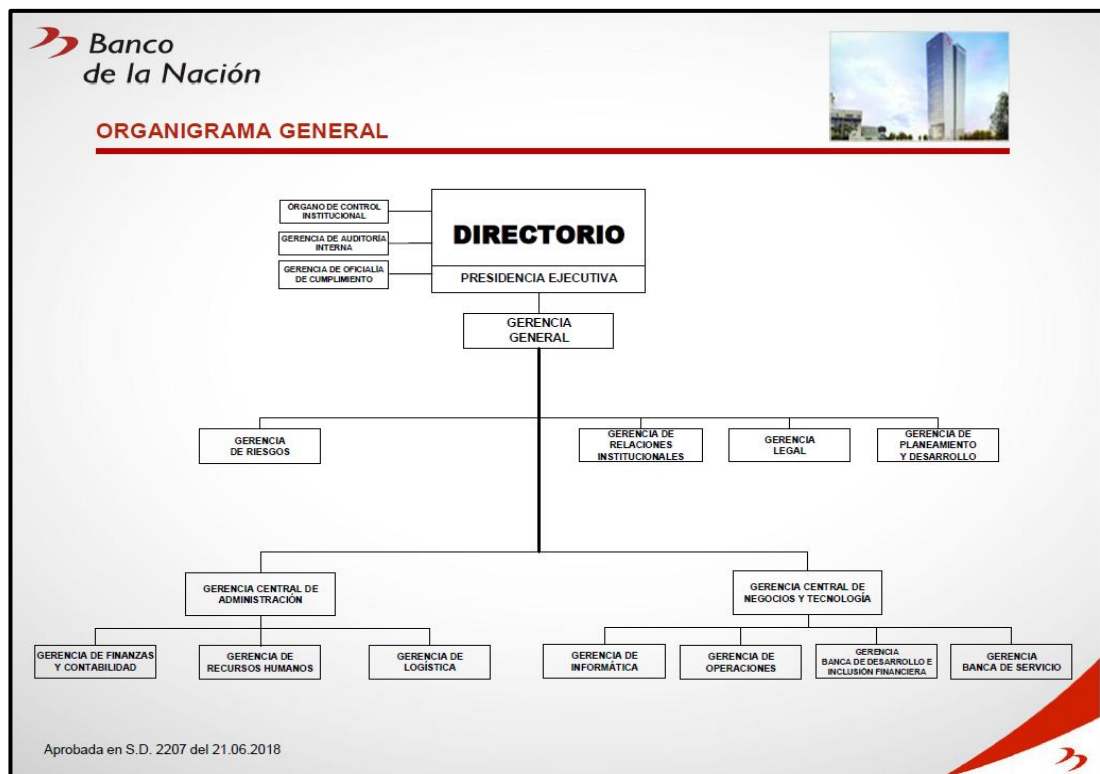 Banco
de la Nación
ORGANIGRAMA GENERAL
ÓRGANO DE CONTROL
INSTITUCIONAL
GERENCIA DE AUDITORÍA
INTERNA
GERENCIA DE OFICIALÍA
DE CUMPLIMIENTO
DIRECTORIO
PRESIDENCIA EJECUTIVA
GERENCIA
GENERAL
GERENCIA
DE RIESGOS
GERENCIA DE
RELACIONES
INSTITUCIONALES
GERENCIA
LEGAL
GERENCIA DE
PLANEAMIENTO
Y DESARROLLO
GERENCIA CENTRAL DE
ADMINISTRACIÓN
GERENCIA CENTRAL DE
NEGOCIOS Y TECNOLOGÍA
GERENCIA DE FINANZAS
Y CONTABILIDAD
GERENCIA DE
RECURSOS HUMANOS
GERENCIA DE
LOGÍSTICA
GERENCIA DE
INFORMÁTICA
GERENCIA DE
OPERACIONES
GERENCIA
BANCA DE DESARROLLO E
INCLUSIÓN FINANCIERA
GERENCIA
BANCA DE SERVICIO
Aprobada en S.D. 2207 del 21.06.2018